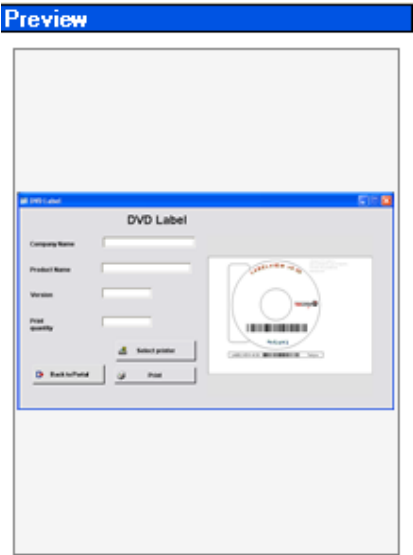 Preview
DVD Label
DVD Label
Company Name
Product Name
Version
Print
quantity
Select printer
Back to Portal
Print